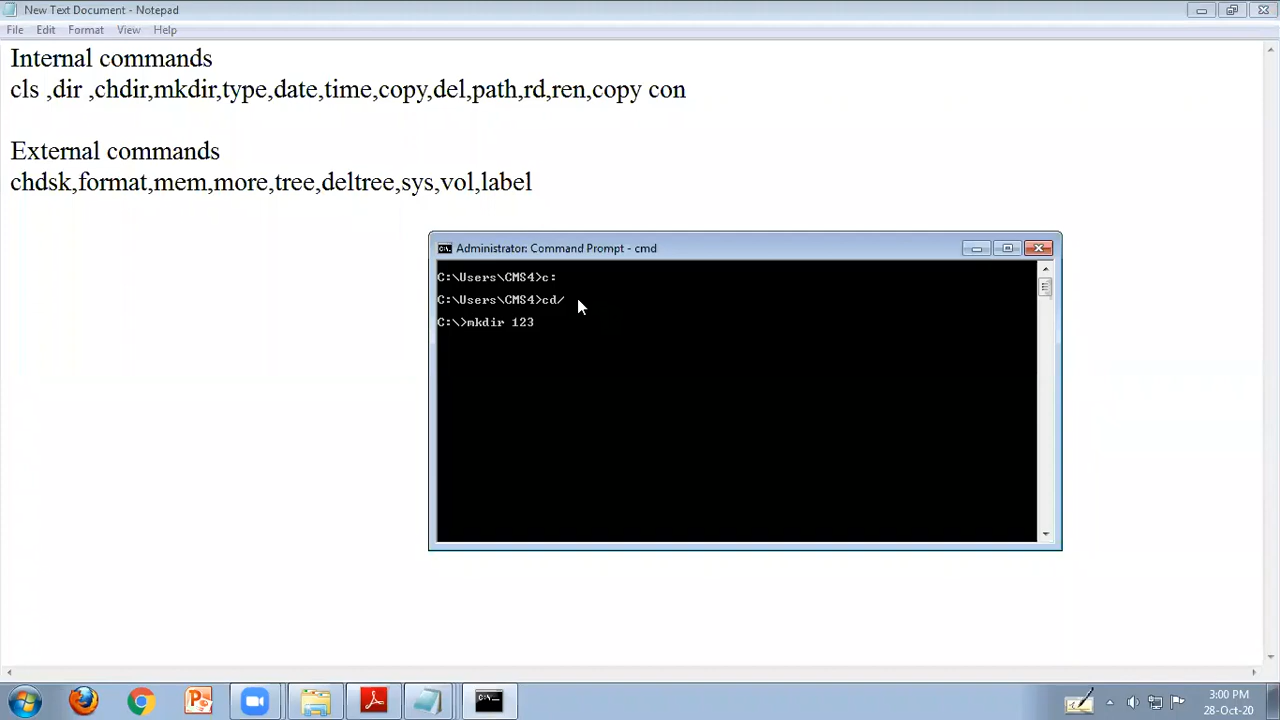 New Text Document - Notepad
File Edit Format View Help
Internal commands
cls ,dir ,chdir,mkdir,type,date,time,copy,del,path,rd,ren,copy con
External commands
chdsk,format,mem,more,tree,deltree,sys,vol,label
Administrator: Command Prompt - cmd
C:\Users\CMS4>c:
C:\Users\CMS4>cd/
C:\>mkdir 123
3:00 PM
28-Oct-20